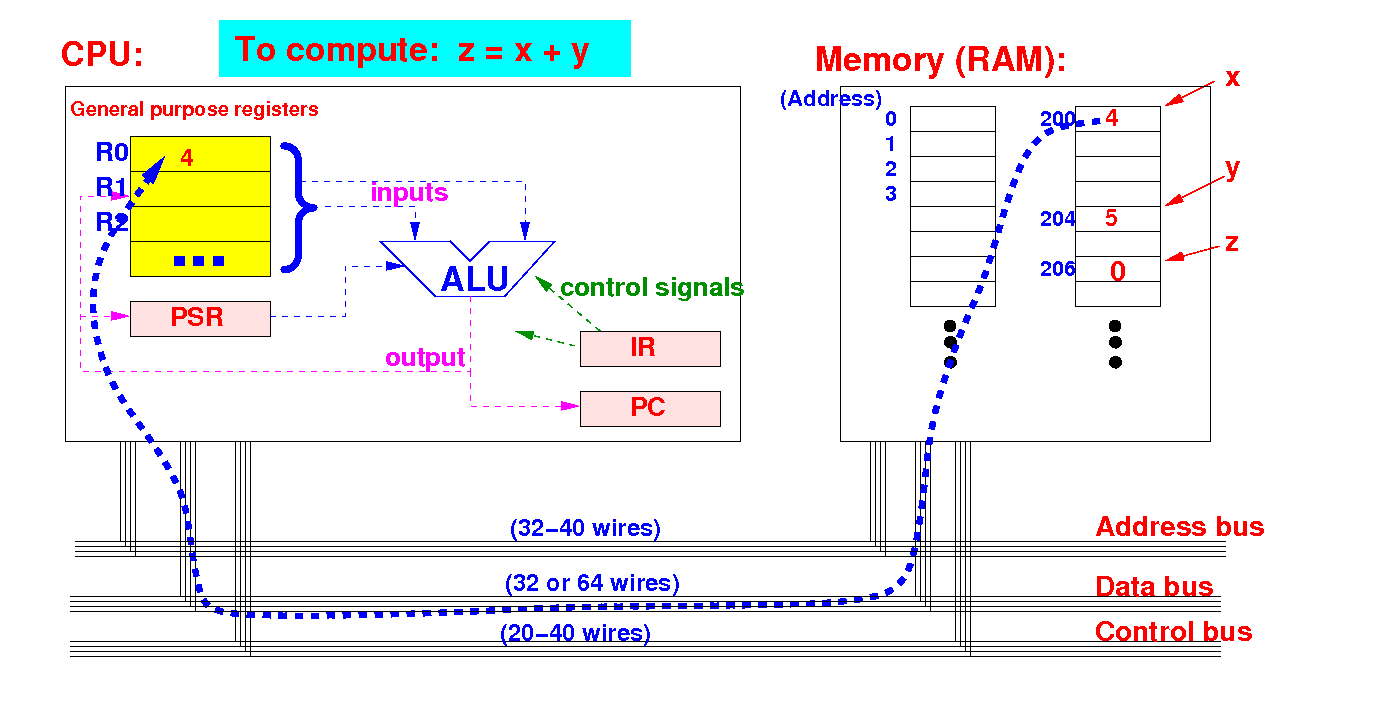 CPU:
To compute: z = x + y
Memory (RAM):
x
General purpose registers
(Address)
0
200
4
R0
4
1
R1
inputs
2
y
3
R2
204
5
z
ALU
206
0
control signals
PSR
IR
output
PC
(32−40 wires)
Address bus
(32 or 64 wires)
Data bus
(20−40 wires)
Control bus